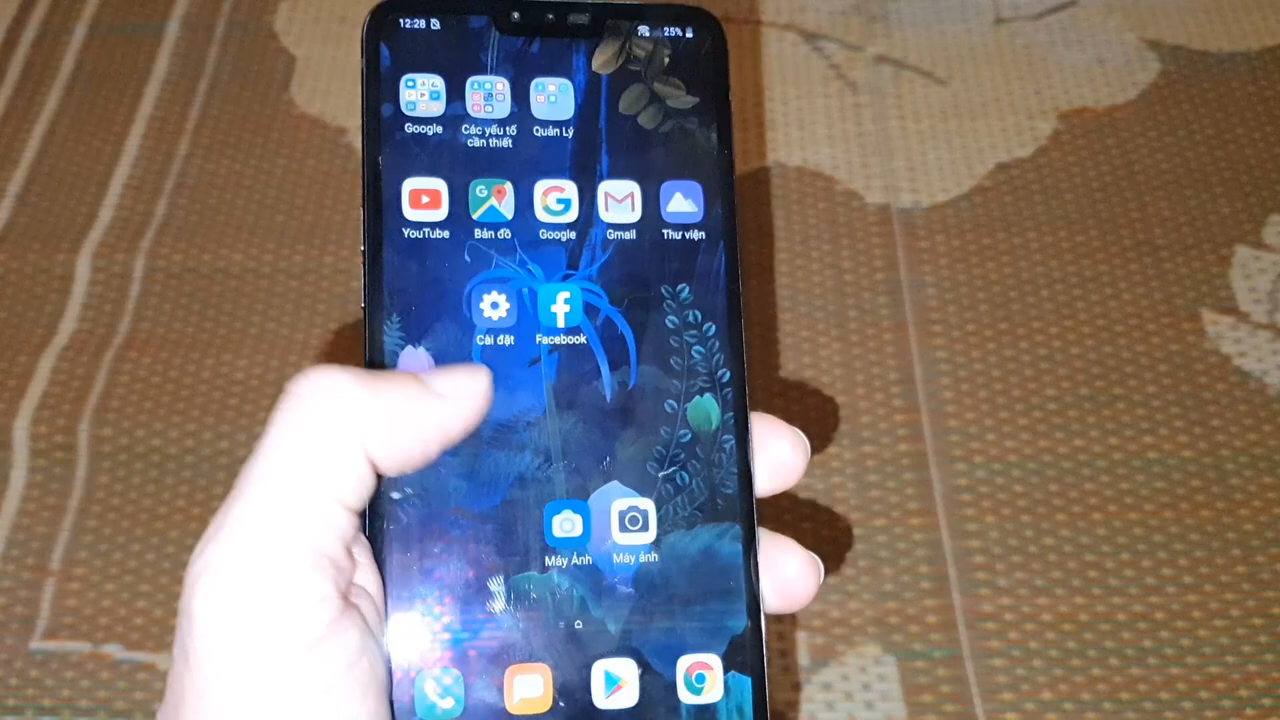 12:28
25%
Google
Các yếu tố
cần thiết
Quản Lý
G
YouTube
Bản đồ
Google
Gmail
Thư viện
Cài đặt
Facebook
Máy Ảnh
Máy ảnh